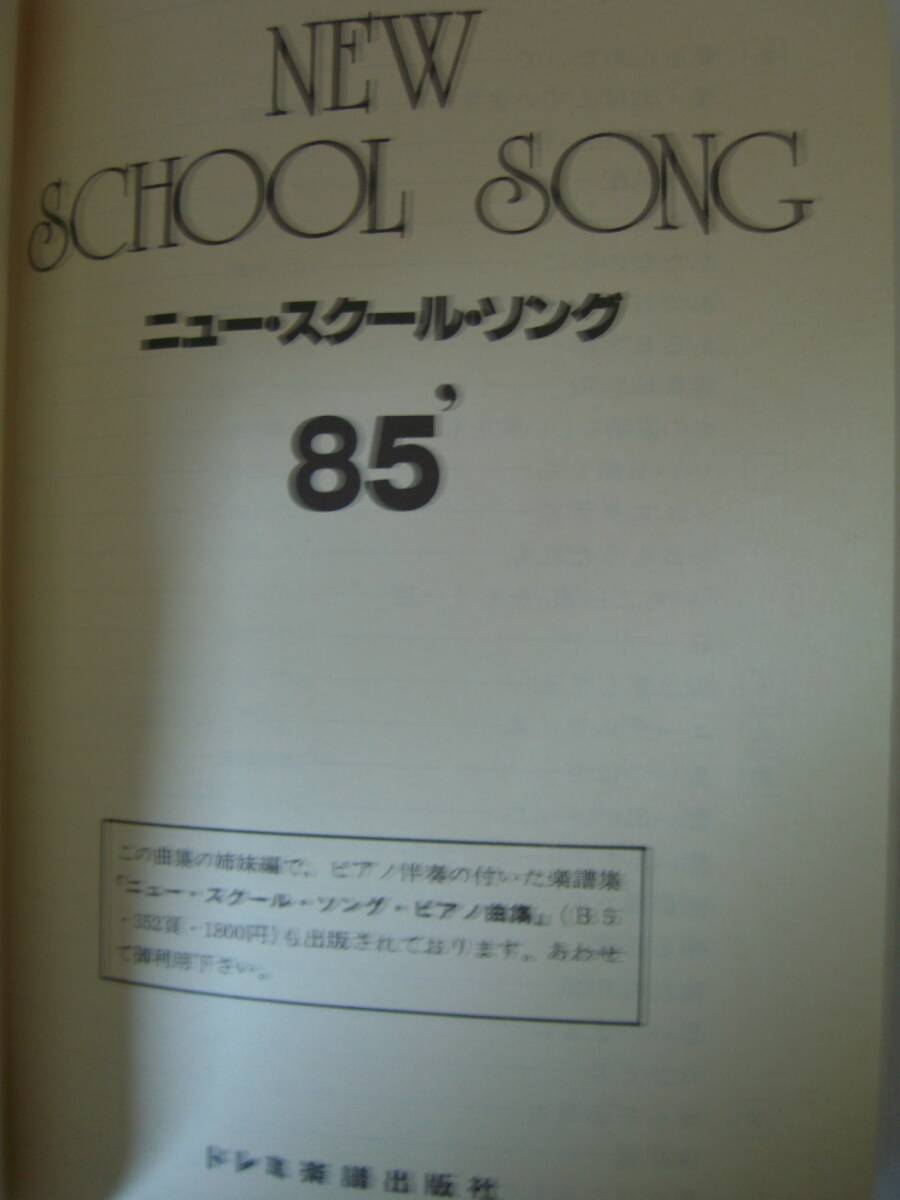 NEW
SCHOOL SONG
ニュー・スクール・ソング
85'
この曲集の姉妹編で、ピアノ伴奏の付いた楽譜集
「ニュー・スクール・ソング・ピアノ曲集」(B5
・352頁・1800円)も出版されております。あわせ
て御利用下さい。
ドレミ楽譜出版社